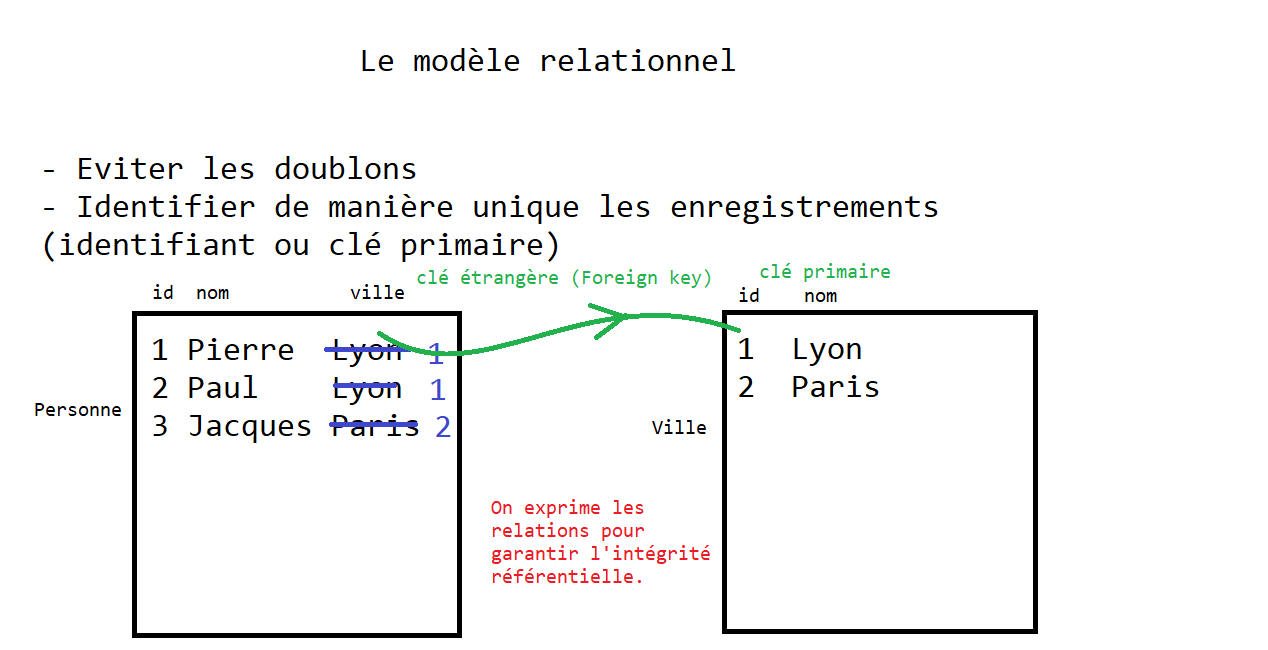 Le modèle relationnel
- Eviter les doublons
- Identifier de manière unique les enregistrements
(identifiant ou clé primaire)
clé étrangère (Foreign key)
clé primaire
id nom ville
Personne
1 Pierre Lyon 1
2 Paul Lyon 1
3 Jacques Paris 2
id nom
Ville
1 Lyon
2 Paris
On exprime les
relations pour
garantir l'intégrité
référentielle.